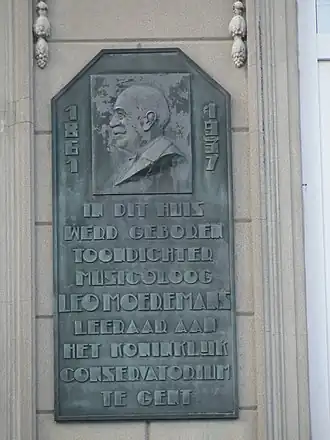 1861 1937
IN DIT HUIS
WERD GEBOREN
TOONDICHTER
MUSICOLOOG
LEO MOEREMANS
LEERAAR AAN
HET KONINKLIJK
CONSERVATORIUM
TE GENT